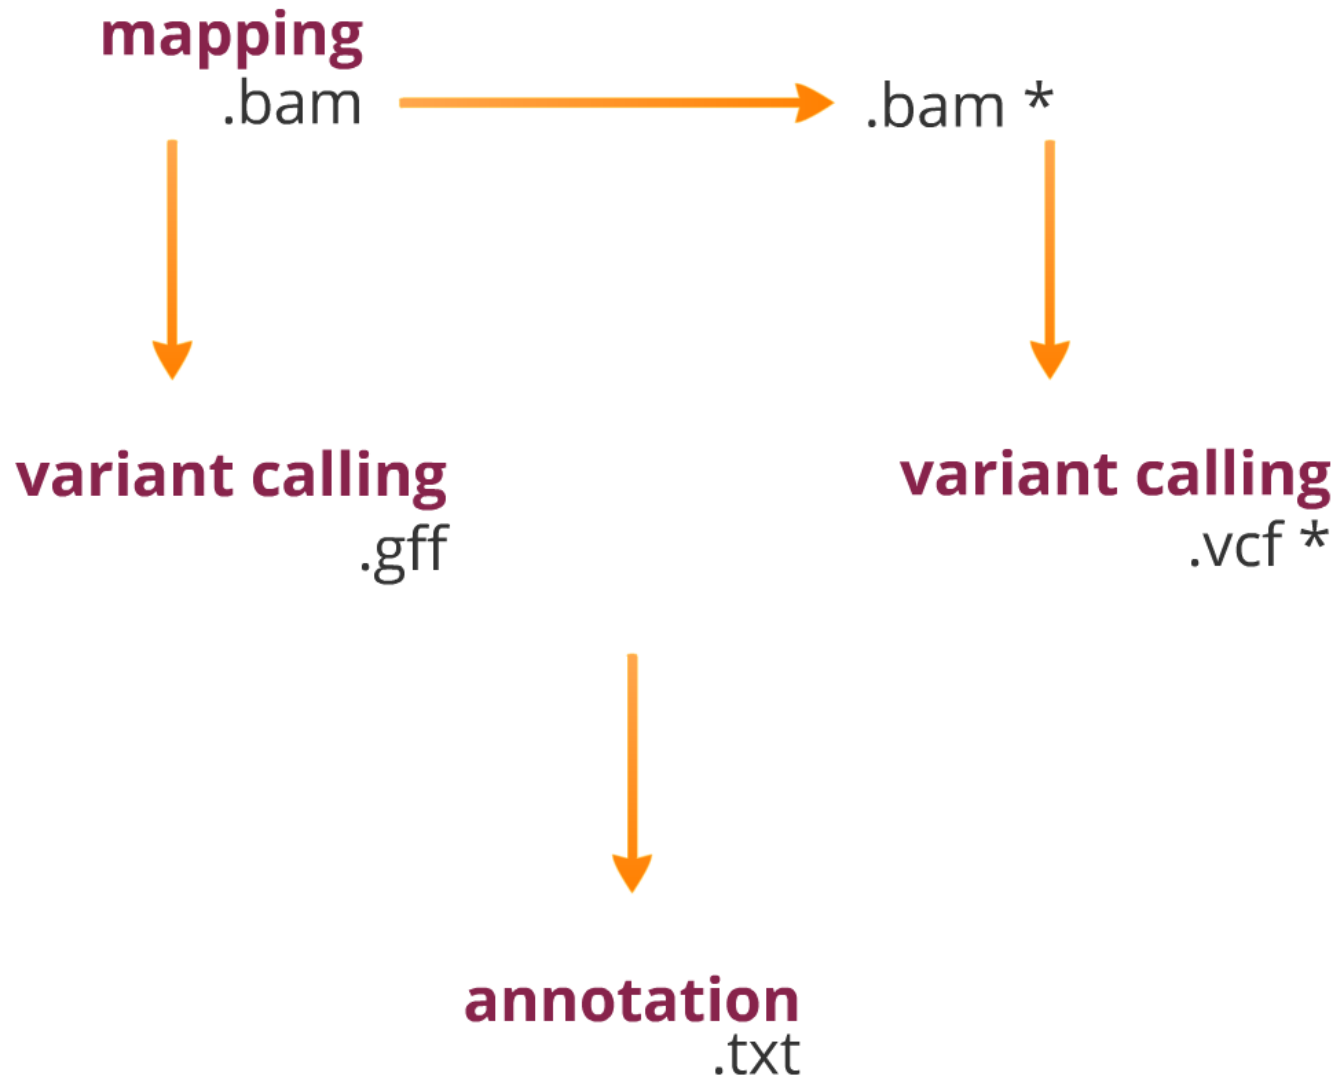 mapping
.bam
.bam *
variant calling
.gff
variant calling
.vcf *
annotation
.txt